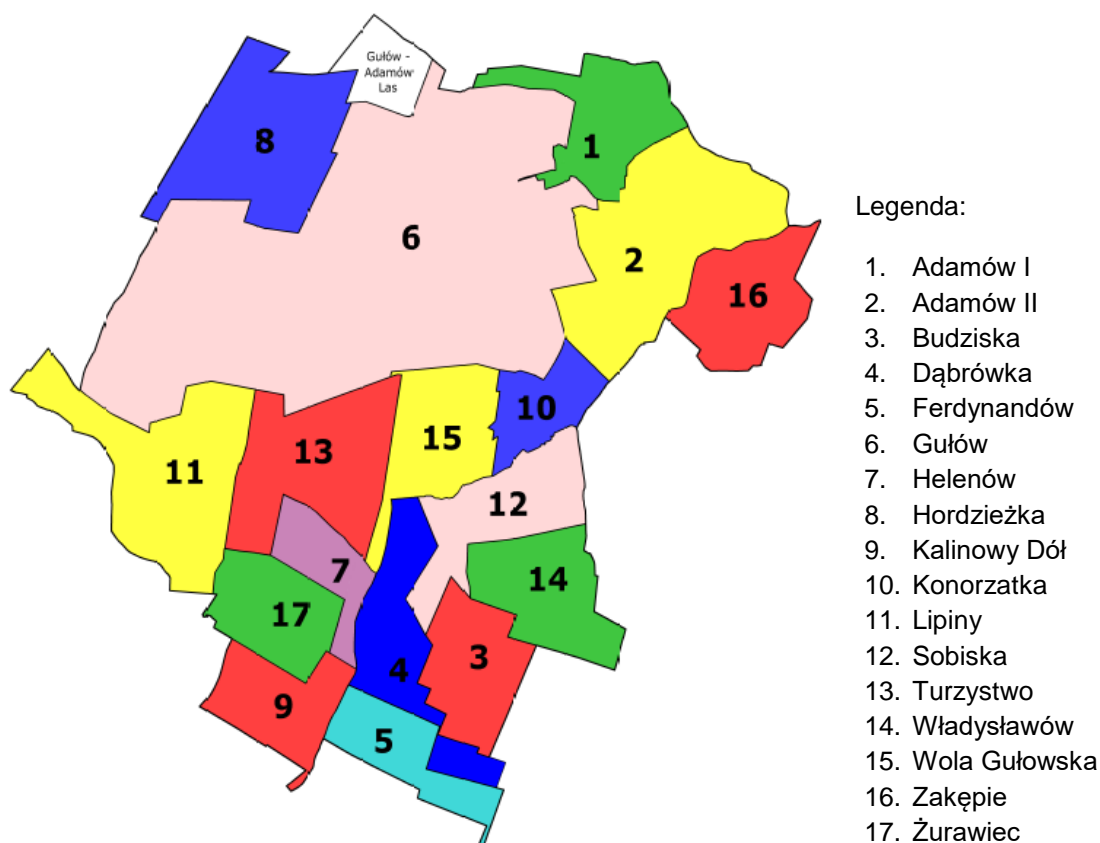 Gułów -
Adamów
Las
8
1
6
2
16
10
15
13
11
12
7
14
17
3
4
9
5
Legenda:
1. Adamów I
2. Adamów II
3. Budziska
4. Dąbrówka
5. Ferdynandów
6. Gułów
7. Helenów
8. Hordzieżka
9. Kalinowy Dół
10. Konorzatka
11. Lipiny
12. Sobiska
13. Turzystwo
14. Władysławów
15. Wola Gułowska
16. Zakępie
17. Żurawiec